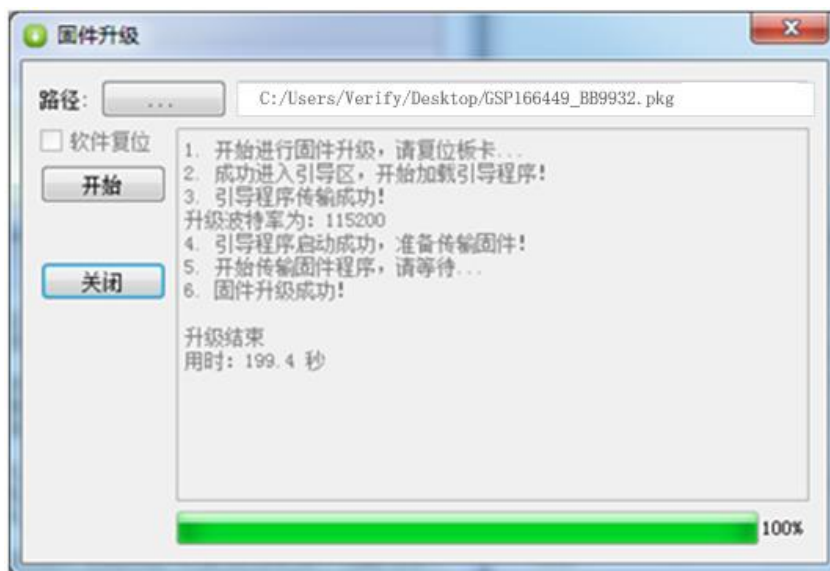 固件升级
路径: ... C:/Users/Verify/Desktop/GSP166449_BB9932.pkg
软件复位
开始
关闭
1. 开始进行固件升级，请复位板卡...
2. 成功进入引导区，开始加载引导程序!
3. 引导程序传输成功!
升级波特率为: 115200
4. 引导程序启动成功，准备传输固件!
5. 开始传输固件程序，请等待...
6. 固件升级成功!
升级结束
用时: 199.4 秒
100%